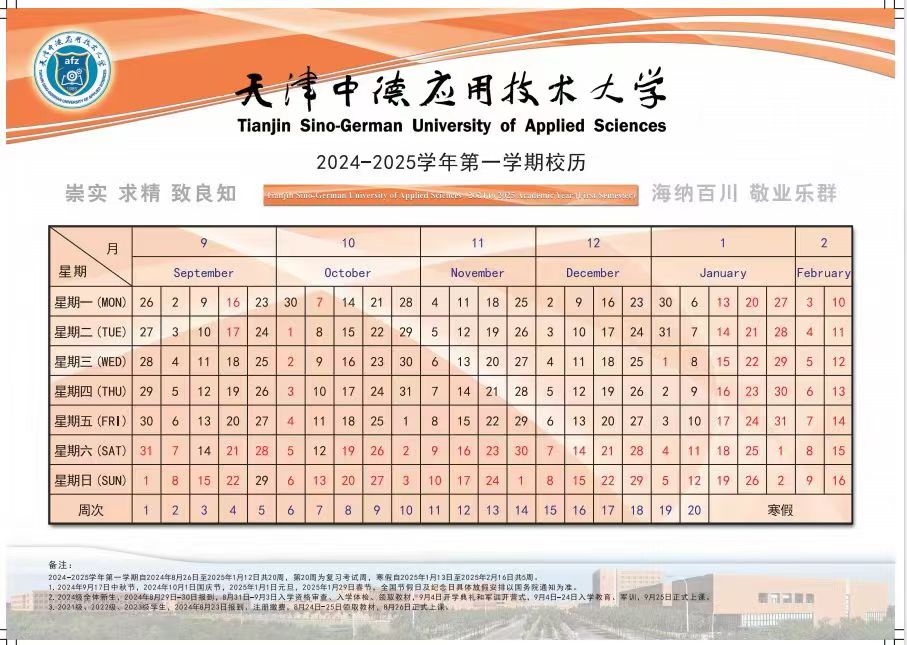 天津中德应用技术大学
Tianjin Sino-German University of Applied Sciences
2024-2025学年第一学期校历
崇实 求精 致良知
Tianjin Sino-German University of Applied Sciences 2024 to 2025 Academic Year (First Semester)
海纳百川 敬业乐群
月 9 10 11 12 1 2
星期 September October November December January February
星期一(MON) 26 2 9 16 23 30 7 14 21 28 4 11 18 25 2 9 16 23 30 6 13 20 27 3 10
星期二(TUE) 27 3 10 17 24 1 8 15 22 29 5 12 19 26 3 10 17 24 31 7 14 21 28 4 11
星期三(WED) 28 4 11 18 25 2 9 16 23 30 6 13 20 27 4 11 18 25 1 8 15 22 29 5 12
星期四(THU) 29 5 12 19 26 3 10 17 24 31 7 14 21 28 5 12 19 26 2 9 16 23 30 6 13
星期五(FRI) 30 6 13 20 27 4 11 18 25 1 8 15 22 29 6 13 20 27 3 10 17 24 31 7 14
星期六(SAT) 31 7 14 21 28 5 12 19 26 2 9 16 23 30 7 14 21 28 4 11 18 25 1 8 15
星期日(SUN) 1 8 15 22 29 6 13 20 27 3 10 17 24 1 8 15 22 29 5 12 19 26 2 9 16
周次 1 2 3 4 5 6 7 8 9 10 11 12 13 14 15 16 17 18 19 20 寒假
备注：
2024-2025学年第一学期自2024年8月26日至2025年1月12日共20周，第20周为复习考试周，寒假自2025年1月13日至2025年2月16日共5周。
1.2024年9月17日中秋节，2024年10月1日国庆节，2025年1月1日元旦，2025年1月29日春节，全国节假日及纪念日具体放假安排以国务院通知为准。
2.2024级全体新生，2024年8月29日-30日报到，8月31日-9月3日入学资格审查、入学体检、领取教材，9月4日开学典礼和军训开营式，9月4日-24日入学教育、军训，9月25日正式上课。
3.2021级、2022级、2023级学生，2024年8月23日报到、注册缴费，8月24日-25日领取教材，8月26日正式上课。